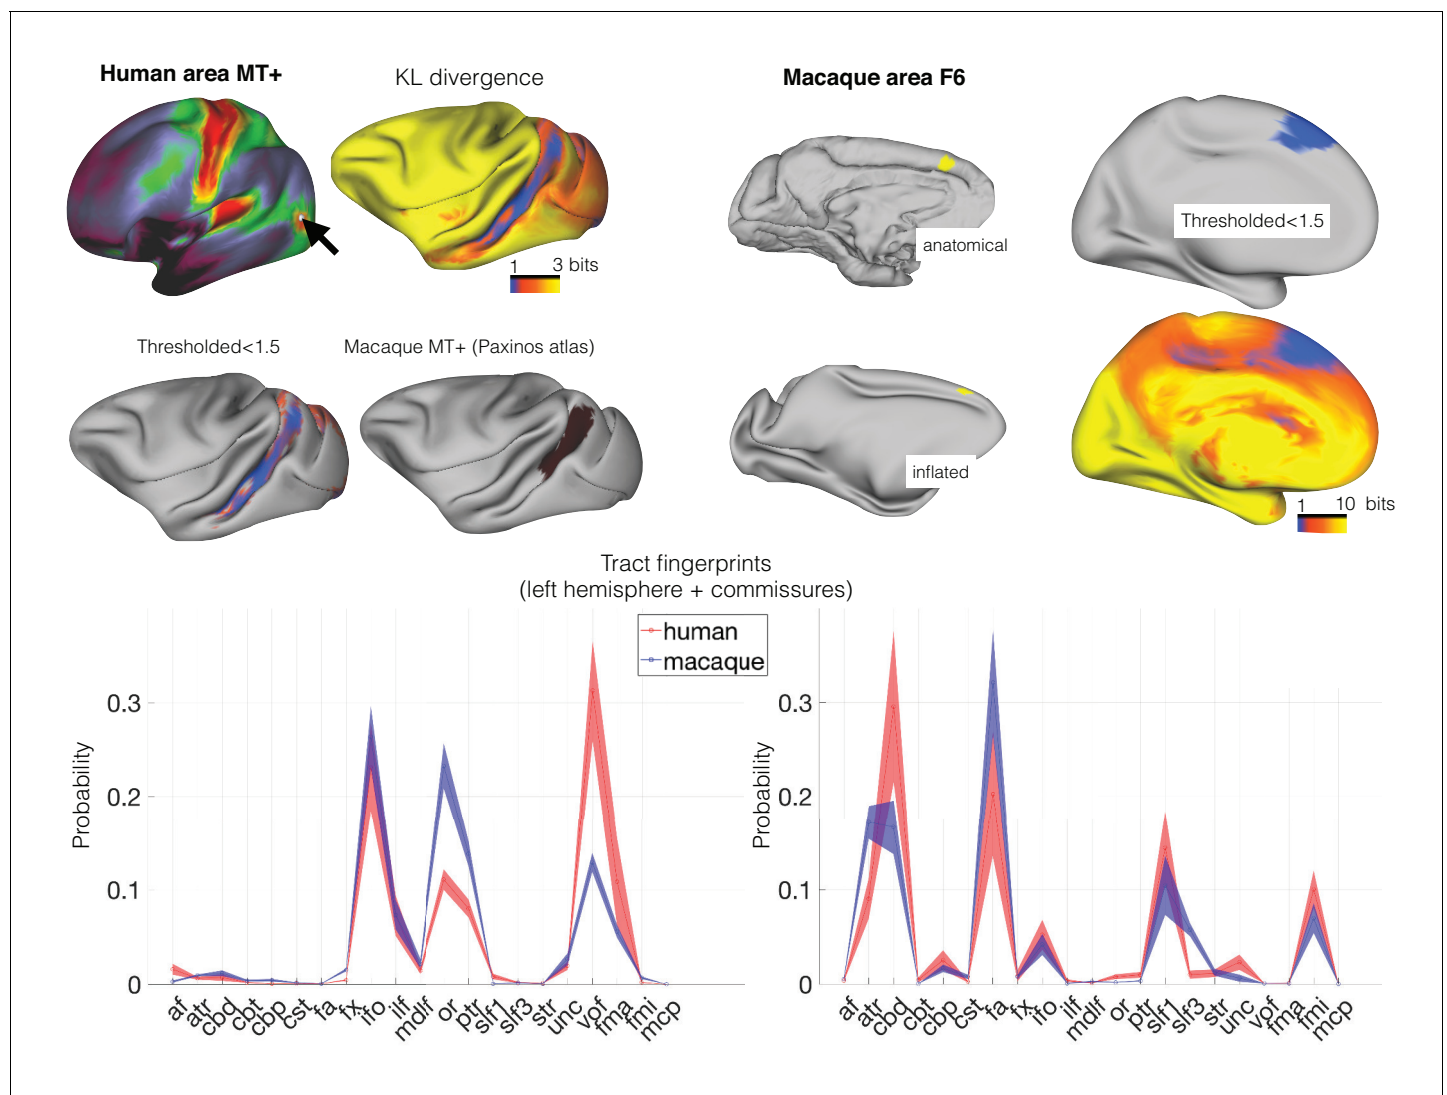 Human area MT+
KL divergence
Macaque area F6
anatomical
Thresholded<1.5
1 3 bits
Thresholded<1.5
Macaque MT+ (Paxinos atlas)
inflated
1 10 bits
Tract fingerprints
(left hemisphere + commissures)
human
macaque
Probability
0.3
0.2
0.1
0
af atr cbd cbt cbp cst fa fx ifo ilf mdlf or ptr slf1 slf3 str unc vof fma fmi mcp
Probability
0.3
0.2
0.1
0
af atr cbd cbt cbp cst fa fx ifo ilf mdlf or ptr slf1 slf3 str unc vof fma fmi mcp